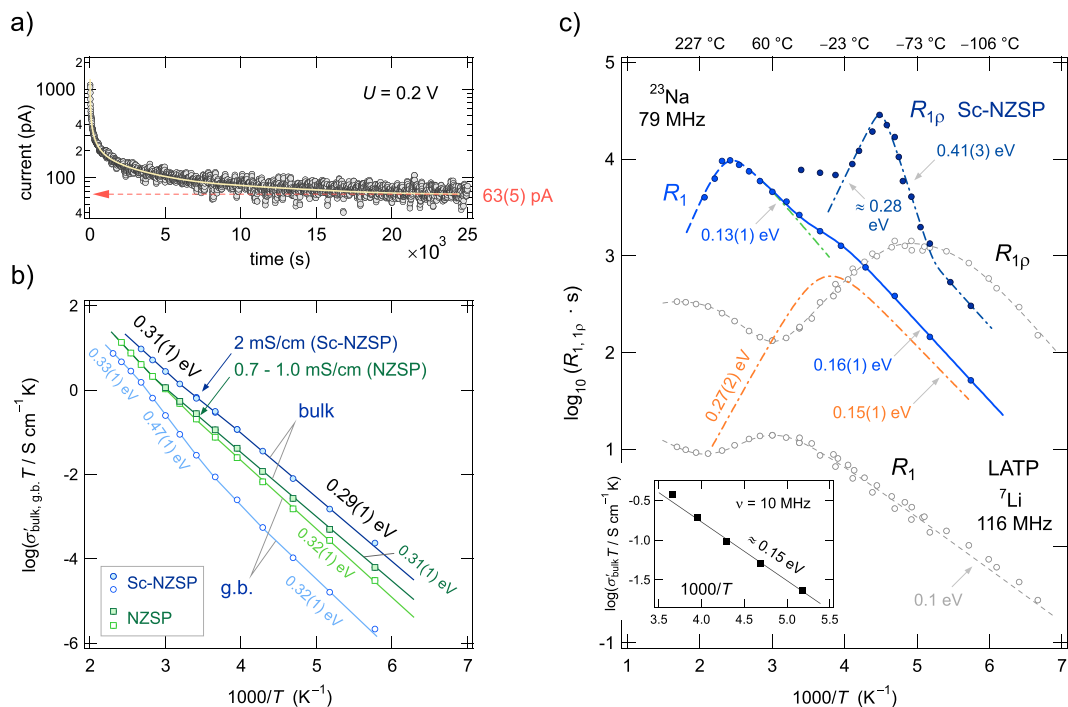 a)
2
1000
4
2
100
4
current (pA)
U = 0.2 V
63(5) pA
0
5
10
15
20
25
×10³
time (s)
b)
2
0
-2
-4
-6
log(σ'bulk, g.b. T / S cm⁻¹ K)
0.31(1) eV
2 mS/cm (Sc-NZSP)
0.7 - 1.0 mS/cm (NZSP)
0.33(1) eV
0.47(1) eV
bulk
0.29(1) eV
0.32(1) eV
0.31(1) eV
g.b.
0.32(1) eV
Sc-NZSP
NZSP
2
3
4
5
6
7
1000/T (K⁻¹)
c)
227 °C
60 °C
−23 °C
−73 °C
−106 °C
5
4
3
2
1
-1
log₁₀ (R₁, ₁ρ · s)
²³Na
79 MHz
R₁ρ Sc-NZSP
0.41(3) eV
≈ 0.28
eV
R₁
0.13(1) eV
R₁ρ
0.16(1) eV
0.27(2) eV
0.15(1) eV
R₁
LATP
⁷Li
116 MHz
0.1 eV
log(σ'bulk T / S cm⁻¹ K)
-0.5
-1.0
-1.5
ν = 10 MHz
≈ 0.15 eV
1000/T
3.5
4.0
4.5
5.0
5.5
1
2
3
4
5
6
7
1000/T (K⁻¹)